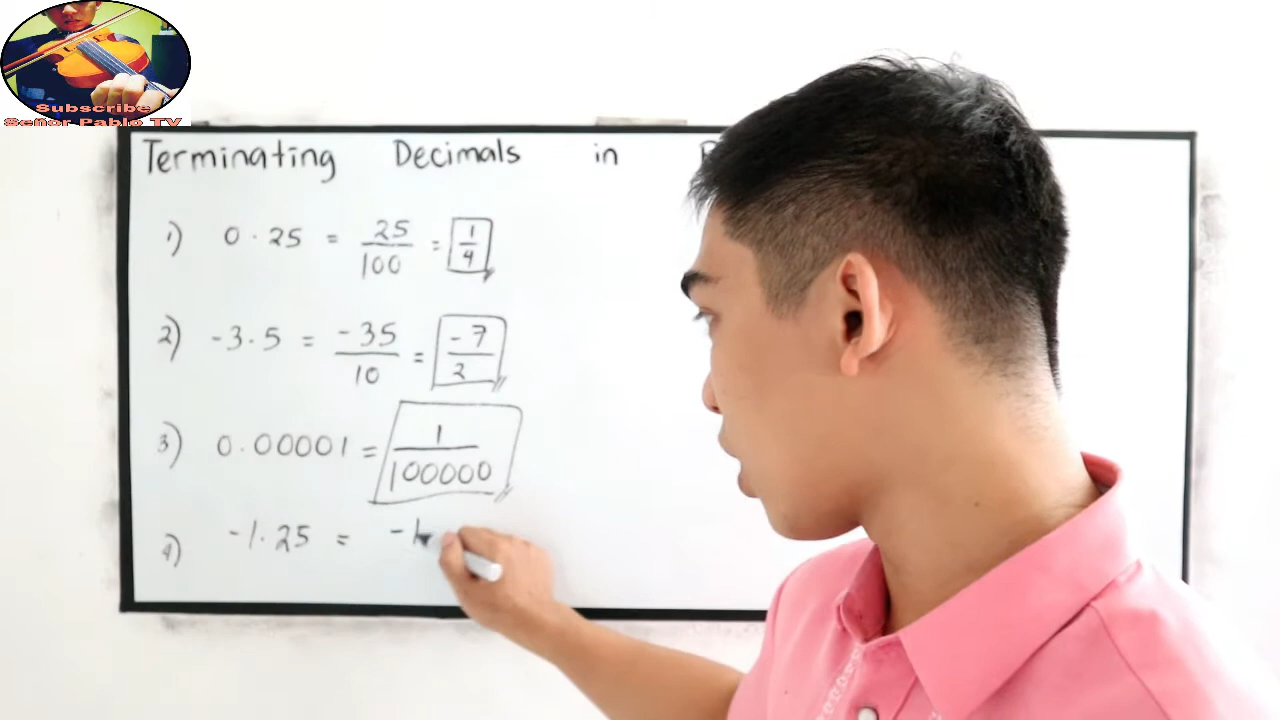 Subscribe
Señor Pablo TV
Terminating Decimals in
1) 0.25 = 25/100 = 1/4
2) -3.5 = -35/10 = -7/2
3) 0.00001 = 1/100000
4) -1.25 = -1